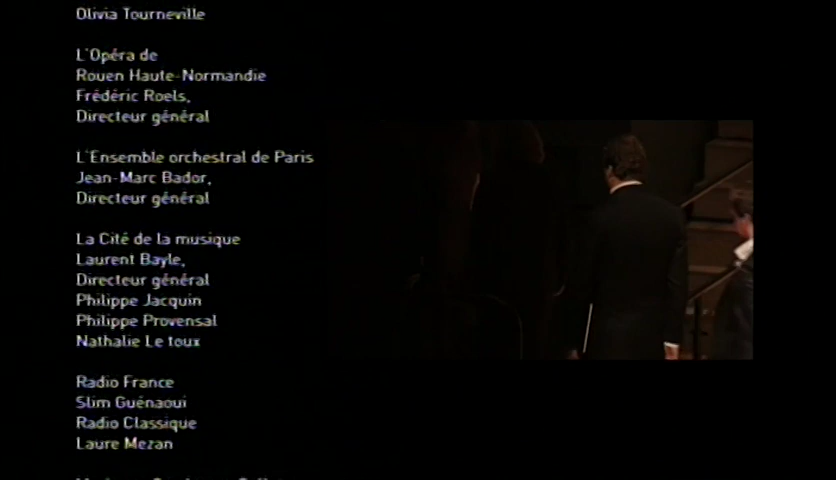 Olivia Tourneville
L'Opéra de
Rouen Haute-Normandie
Frédéric Roels,
Directeur général
L'Ensemble orchestral de Paris
Jean-Marc Bador,
Directeur général
La Cité de la musique
Laurent Bayle,
Directeur général
Philippe Jacquin
Philippe Provensal
Nathalie Le toux
Radio France
Slim Guénaoui
Radio Classique
Laure Mezan